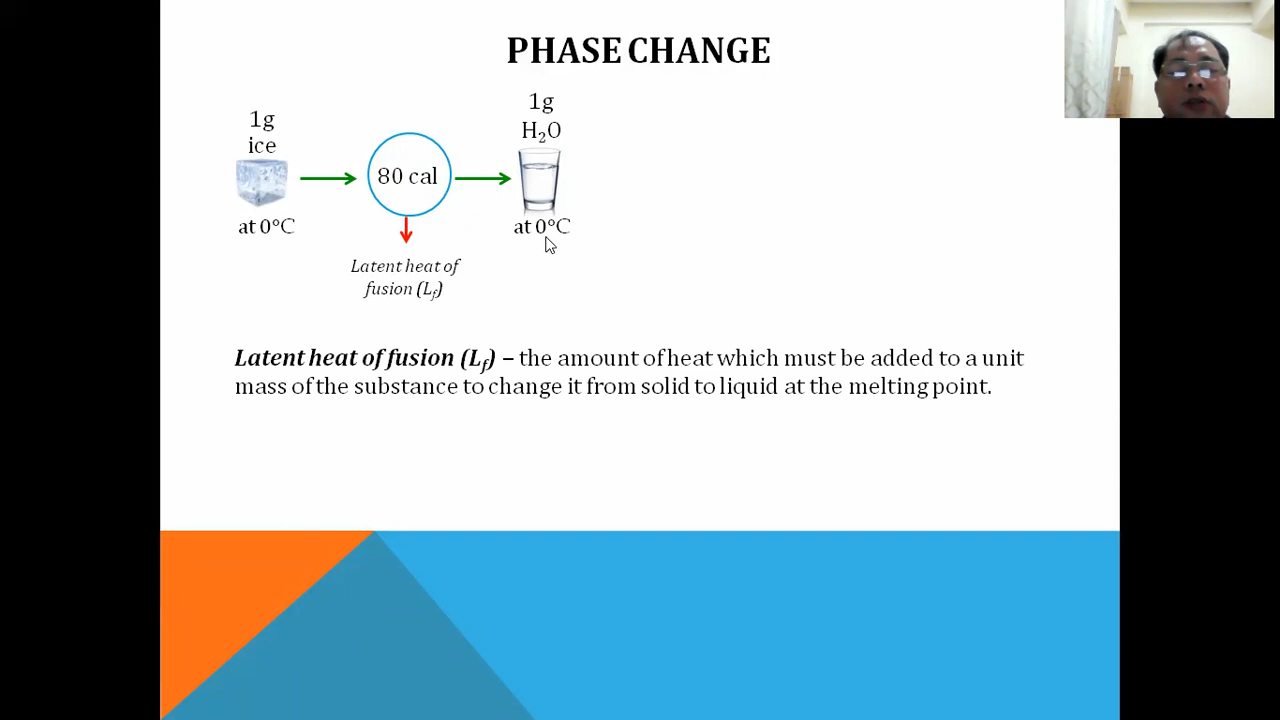 PHASE CHANGE
1g
ice
at 0°C
80 cal
Latent heat of
fusion (Lf)
1g
H₂O
at 0°C
Latent heat of fusion (Lf) – the amount of heat which must be added to a unit
mass of the substance to change it from solid to liquid at the melting point.